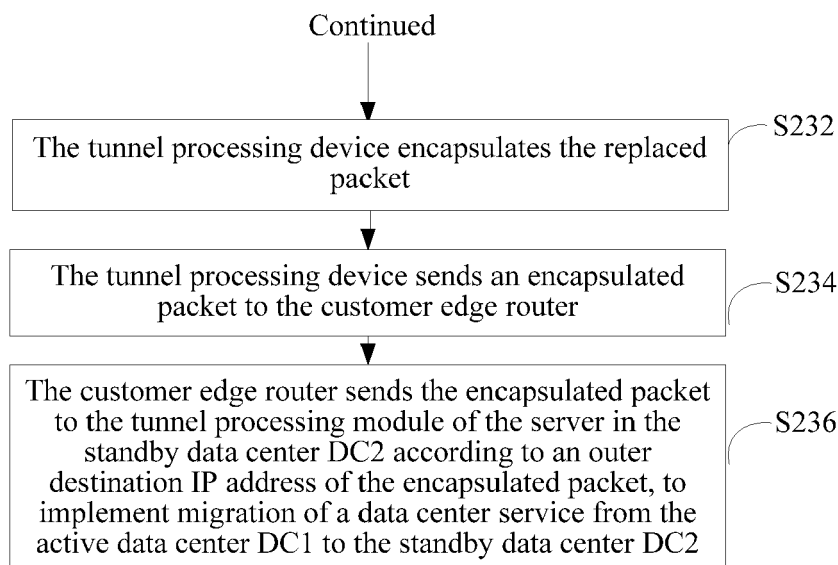 Continued
S232
The tunnel processing device encapsulates the replaced
packet
The tunnel processing device sends an encapsulated
packet to the customer edge router
S234
The customer edge router sends the encapsulated packet
to the tunnel processing module of the server in the
standby data center DC2 according to an outer
destination IP address of the encapsulated packet, to
implement migration of a data center service from the
active data center DC1 to the standby data center DC2
S236